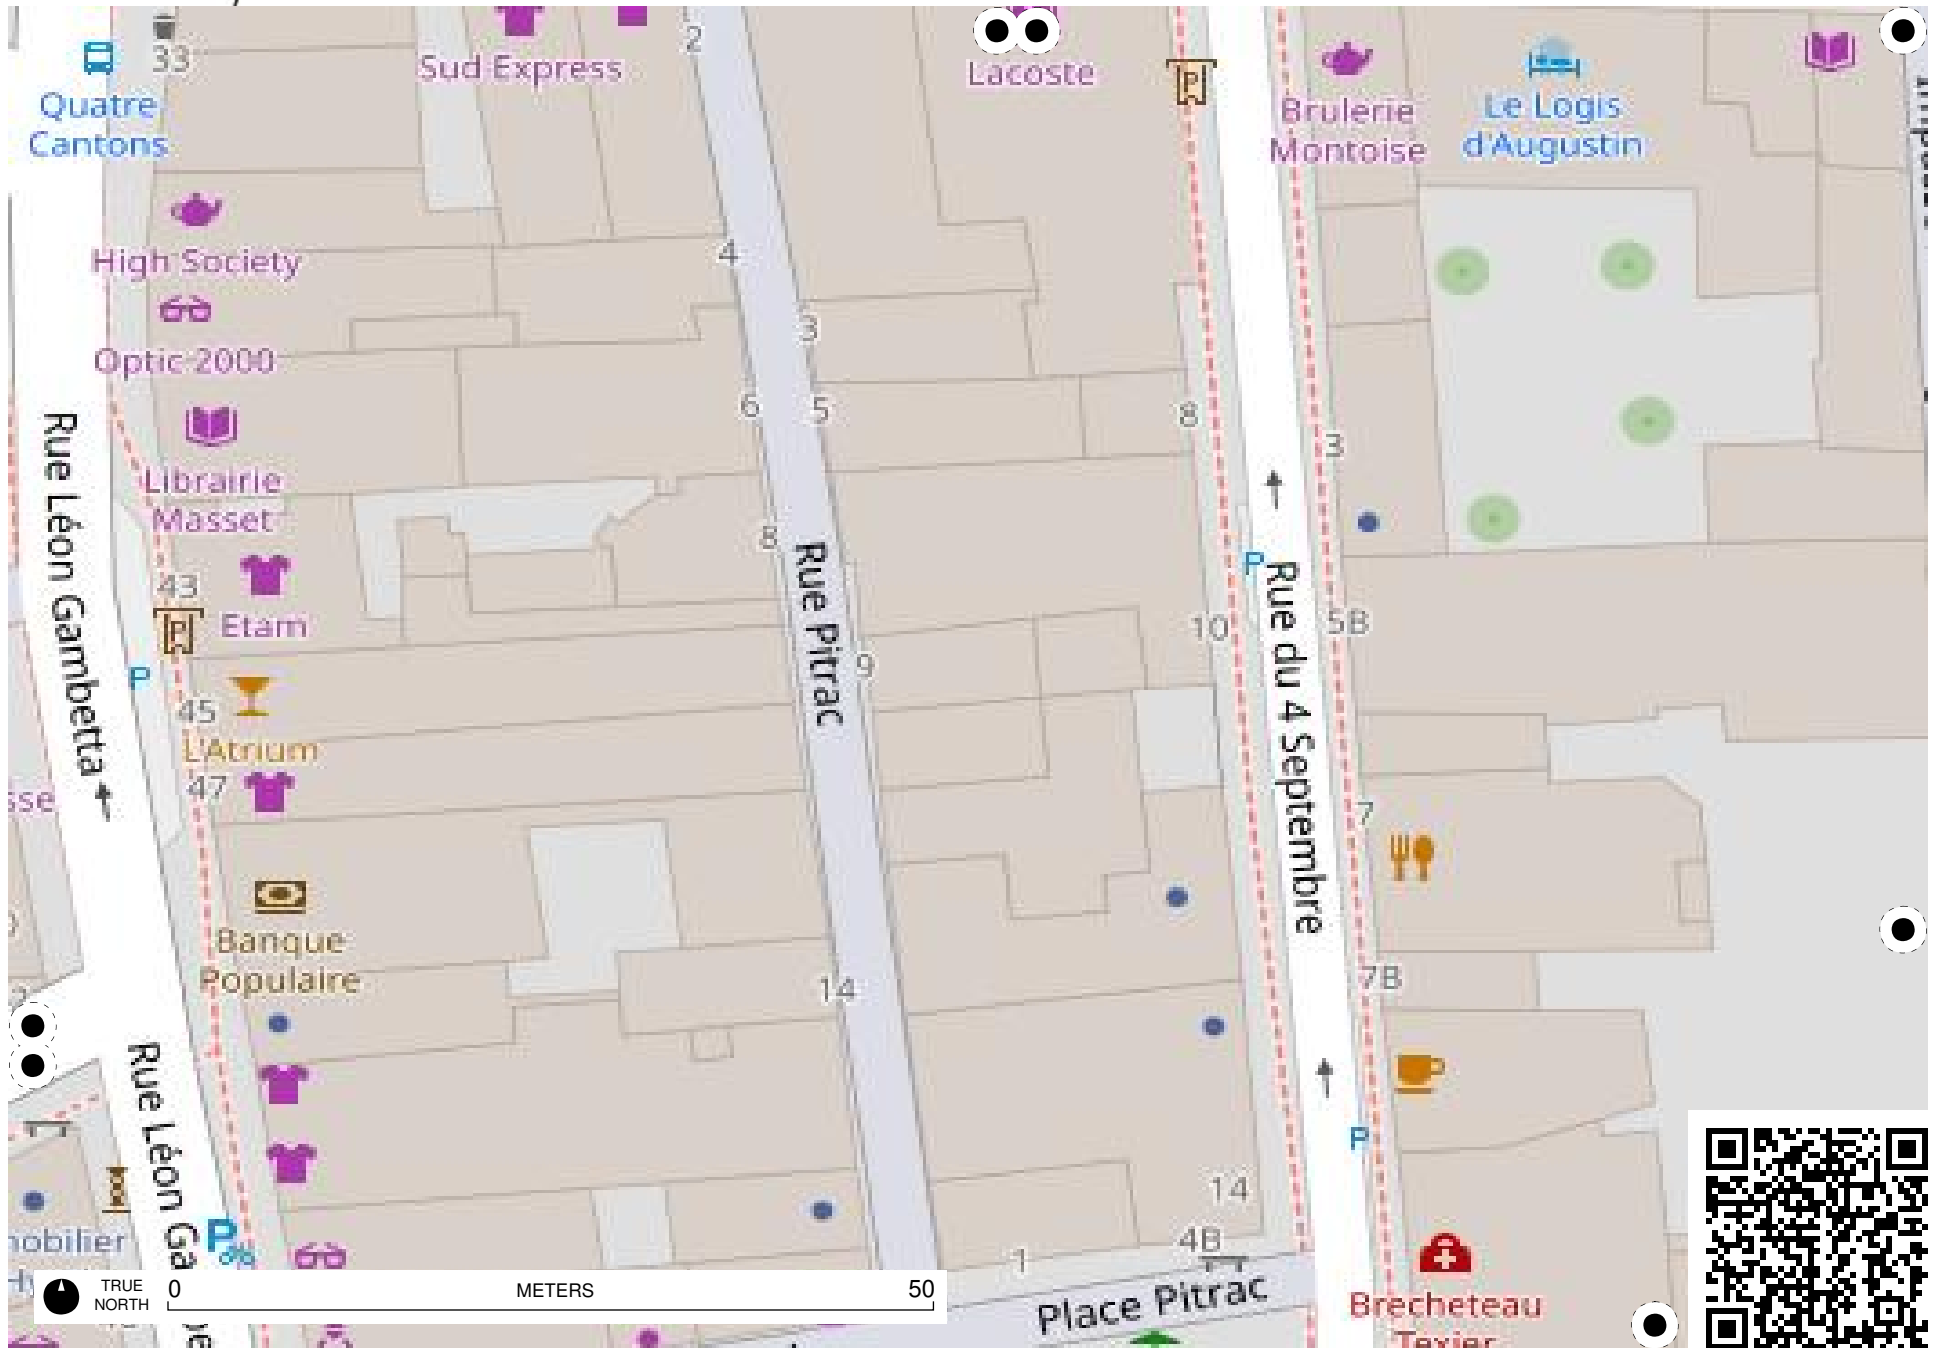 2
33
Sud Express
Lacoste
P
Quatre
Cantons
Brulerie
Montoise
Le Logis
d'Augustin
High Society
4
3
Optic 2000
6
5
8
3
Rue Léon Gambetta
Librairie
Masset
8
Rue Pitrac
P
Rue du 4 Septembre
43
Etam
P
10
5B
9
P
45
L'Atrium
47
7
Banque
Populaire
14
7B
Rue Léon Ga
P
14
4B
1
P
mobilier
Place Pitrac
Brecheteau
Texier
TRUE
NORTH
0
METERS
50